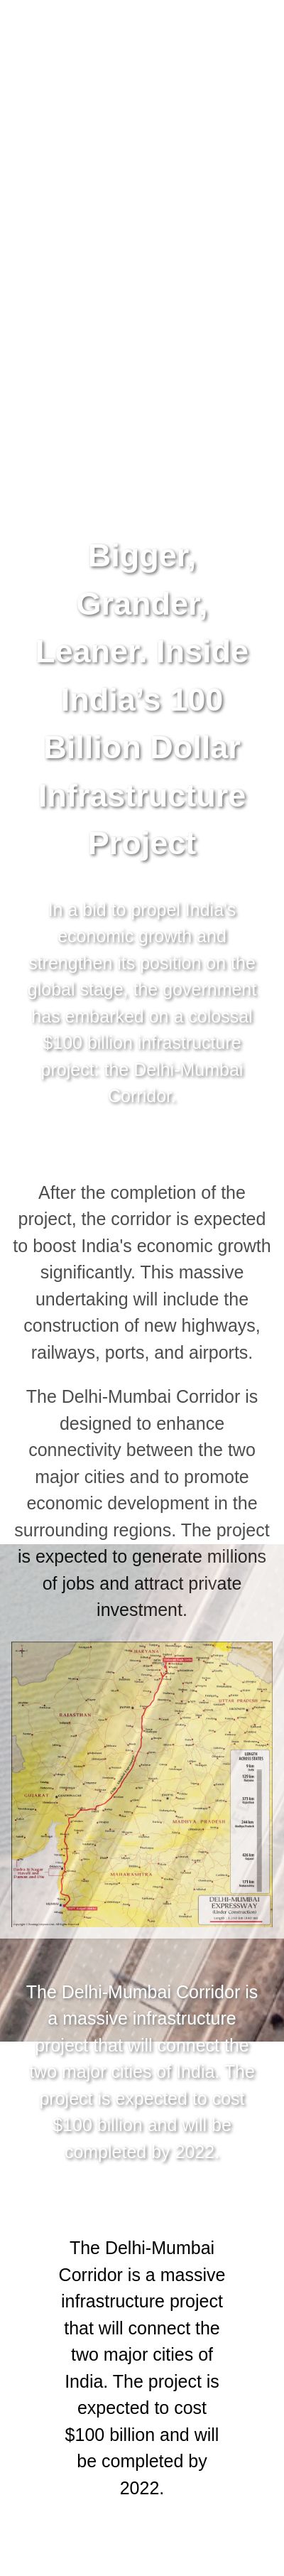 Bigger,
Grander,
Leaner. Inside
India's 100
Billion Dollar
Infrastructure
Project
In a bid to propel India's
economic growth and
strengthen its position on the
global stage, the government
has embarked on a colossal
$100 billion infrastructure
project: the Delhi-Mumbai
Corridor.
After the completion of the
project, the corridor is expected
to boost India's economic growth
significantly. This massive
undertaking will include the
construction of new highways,
railways, ports, and airports.
The Delhi-Mumbai Corridor is
designed to enhance
connectivity between the two
major cities and to promote
economic development in the
surrounding regions. The project
is expected to generate millions
of jobs and attract private
investment.
HARYANA
UTTAR PRADESH
RAJASTHAN
GUJARAT
MADHYA PRADESH
MAHARASHTRA
LENGTH
ACROSS STATES
DELHI-MUMBAI
EXPRESSWAY
(Under Construction)
The Delhi-Mumbai Corridor is
a massive infrastructure
project that will connect the
two major cities of India. The
project is expected to cost
$100 billion and will be
completed by 2022.
The Delhi-Mumbai
Corridor is a massive
infrastructure project
that will connect the
two major cities of
India. The project is
expected to cost
$100 billion and will
be completed by
2022.